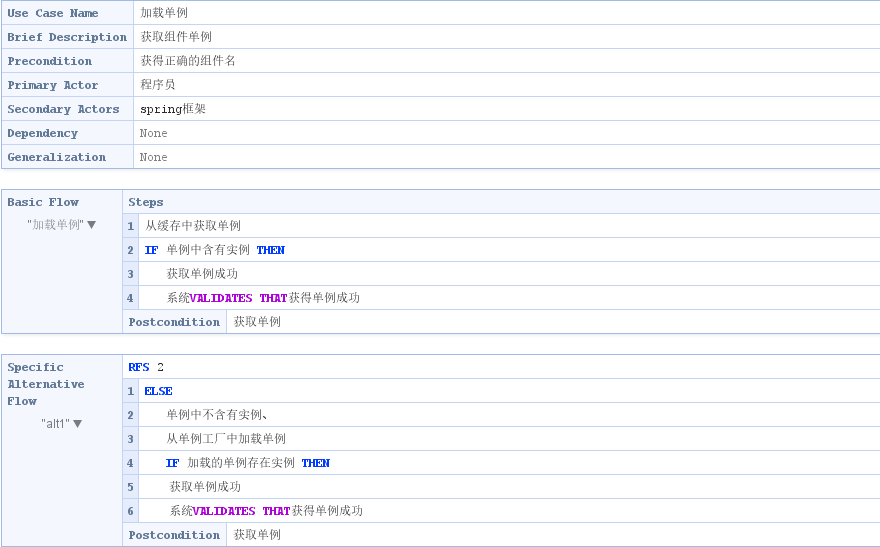 Use Case Name 加载单例
Brief Description 获取组件单例
Precondition 获得正确的组件名
Primary Actor 程序员
Secondary Actors spring框架
Dependency None
Generalization None
Basic Flow Steps
"加载单例" ▼
1 从缓存中获取单例
2 IF 单例中含有实例 THEN
3 获取单例成功
4 系统VALIDATES THAT获得单例成功
Postcondition 获取单例
Specific
Alternative
Flow
"alt1" ▼
RFS 2
1 ELSE
2 单例中不含有实例、
3 从单例工厂中加载单例
4 IF 加载的单例存在实例 THEN
5 获取单例成功
6 系统VALIDATES THAT获得单例成功
Postcondition 获取单例